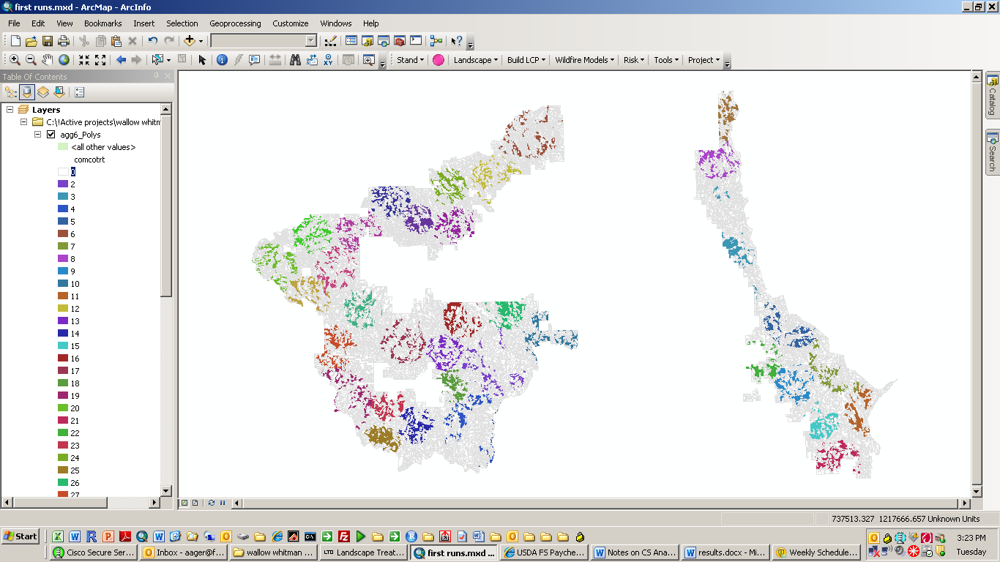 first runs.mxd - ArcMap - ArcInfo
File Edit View Bookmarks Insert Selection Geoprocessing Customize Windows Help
Stand Landscape Build LCP Wildfire Models Risk Tools Project
Table Of Contents
Layers
C:\!Active projects\wallow whitm
agg6_Polys
<all other values>
comcotrt
0
2
3
4
5
6
7
8
9
10
11
12
13
14
15
16
17
18
19
20
21
22
23
24
25
26
27
Catalog
Search
737513.327 1217666.657 Unknown Units
Start
3:23 PM
Cisco Secure Ser... Inbox - aager@f... wallow whitman LTD Landscape Treat... first runs.mxd ... USDA FS Payche... Notes on CS Ana... results.docx - Mi... Weekly Schedule...
Tuesday